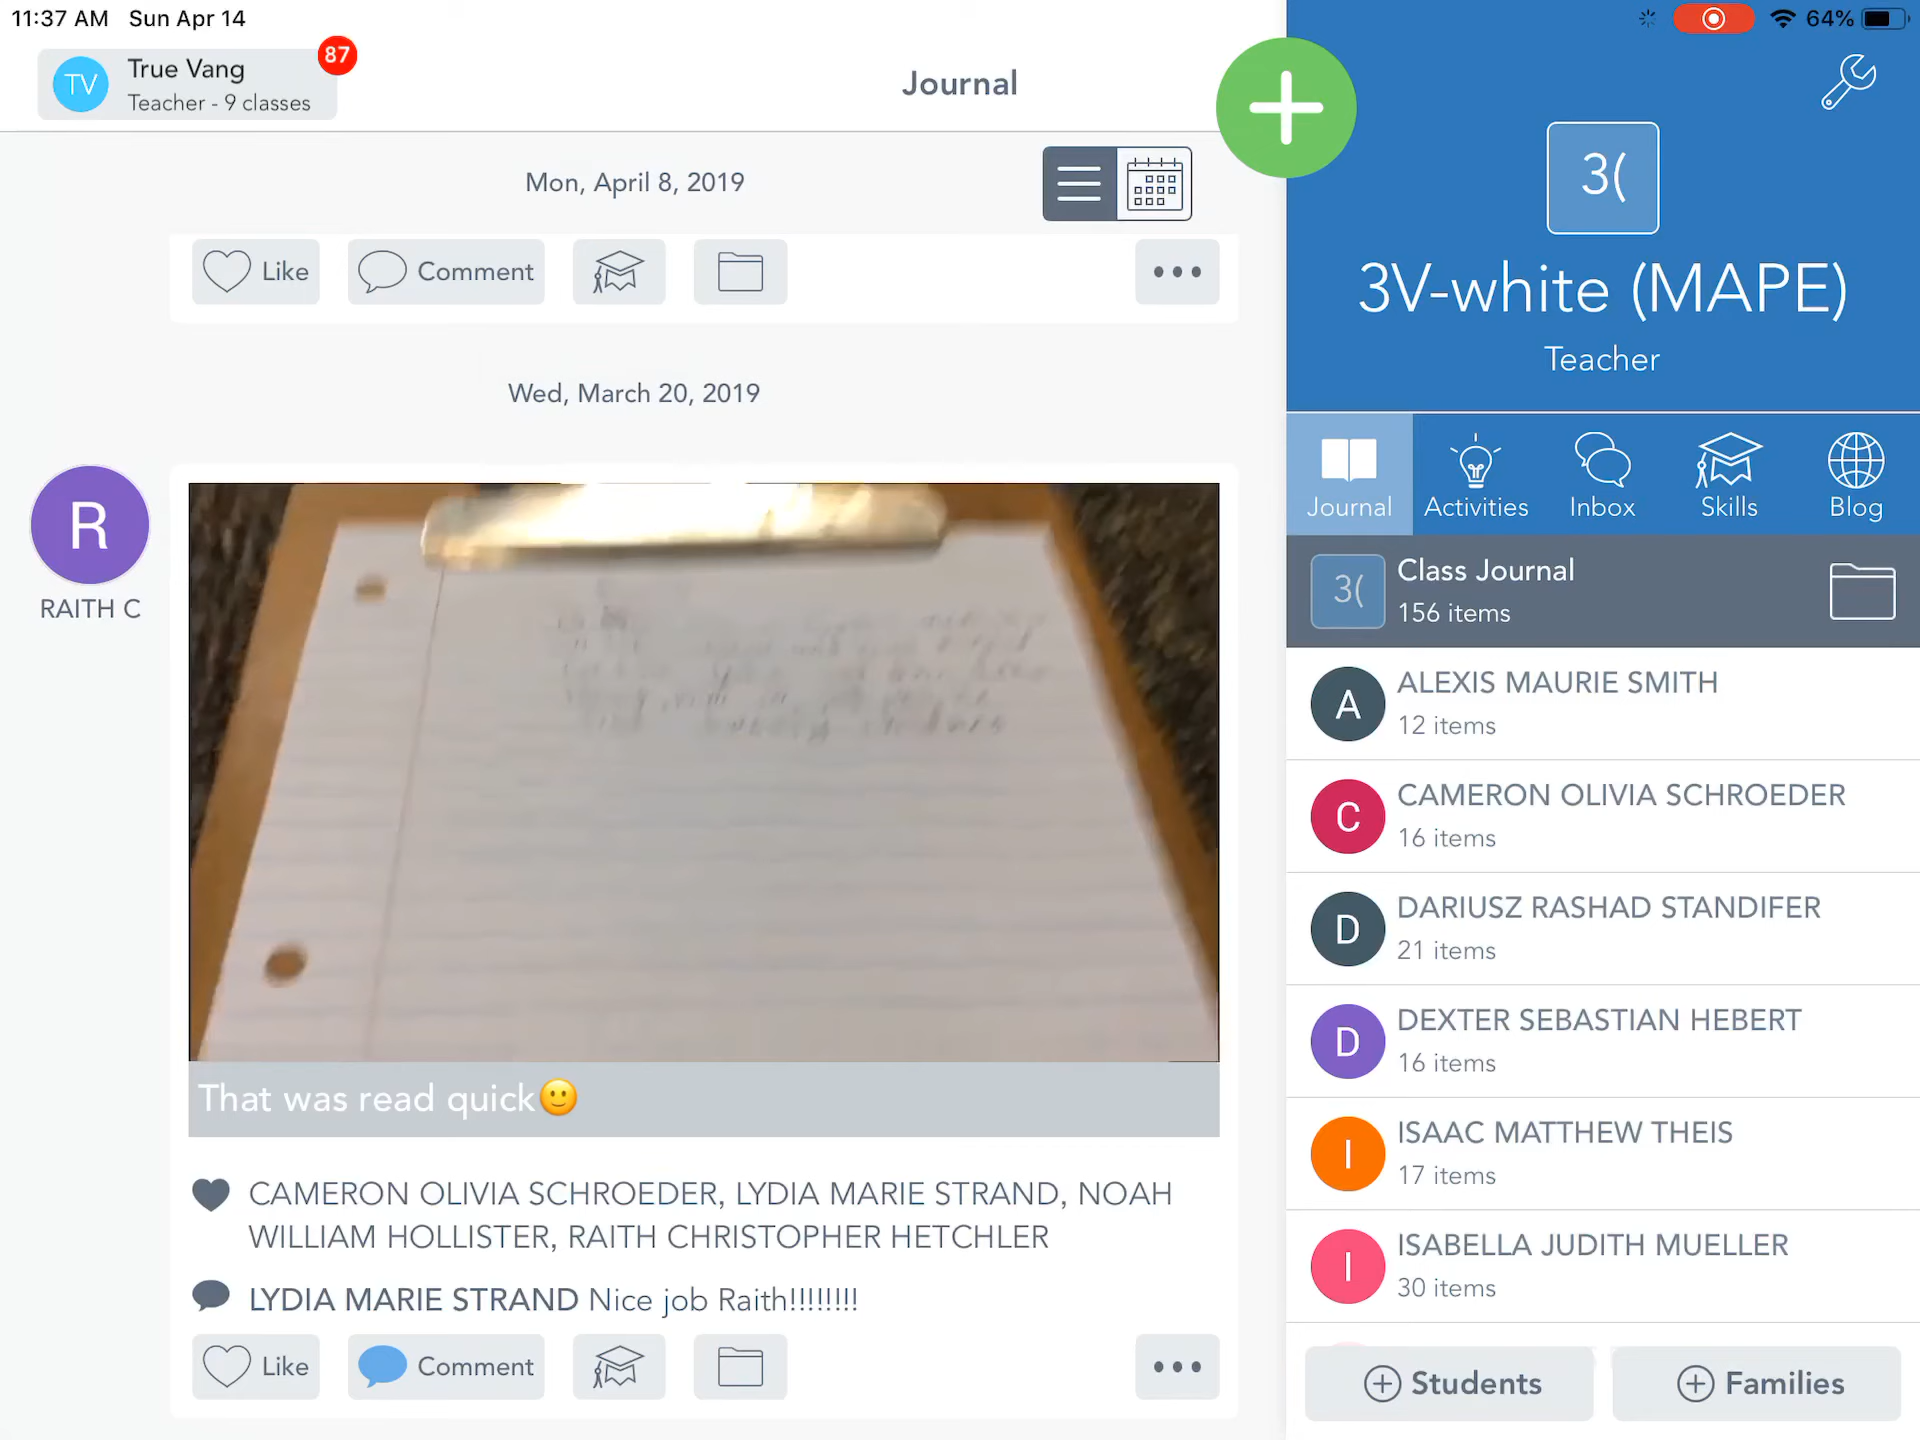 11:37 AM Sun Apr 14
64%
TV
True Vang
Teacher - 9 classes
87
Journal
Mon, April 8, 2019
Like
Comment
Wed, March 20, 2019
R
RAITH C
That was read quick🙂
CAMERON OLIVIA SCHROEDER, LYDIA MARIE STRAND, NOAH
WILLIAM HOLLISTER, RAITH CHRISTOPHER HETCHLER
LYDIA MARIE STRAND Nice job Raith!!!!!!!!
Like
Comment
3(
3V-white (MAPE)
Teacher
Journal
Activities
Inbox
Skills
Blog
3(
Class Journal
156 items
A
ALEXIS MAURIE SMITH
12 items
C
CAMERON OLIVIA SCHROEDER
16 items
D
DARIUSZ RASHAD STANDIFER
21 items
D
DEXTER SEBASTIAN HEBERT
16 items
I
ISAAC MATTHEW THEIS
17 items
I
ISABELLA JUDITH MUELLER
30 items
Students
Families